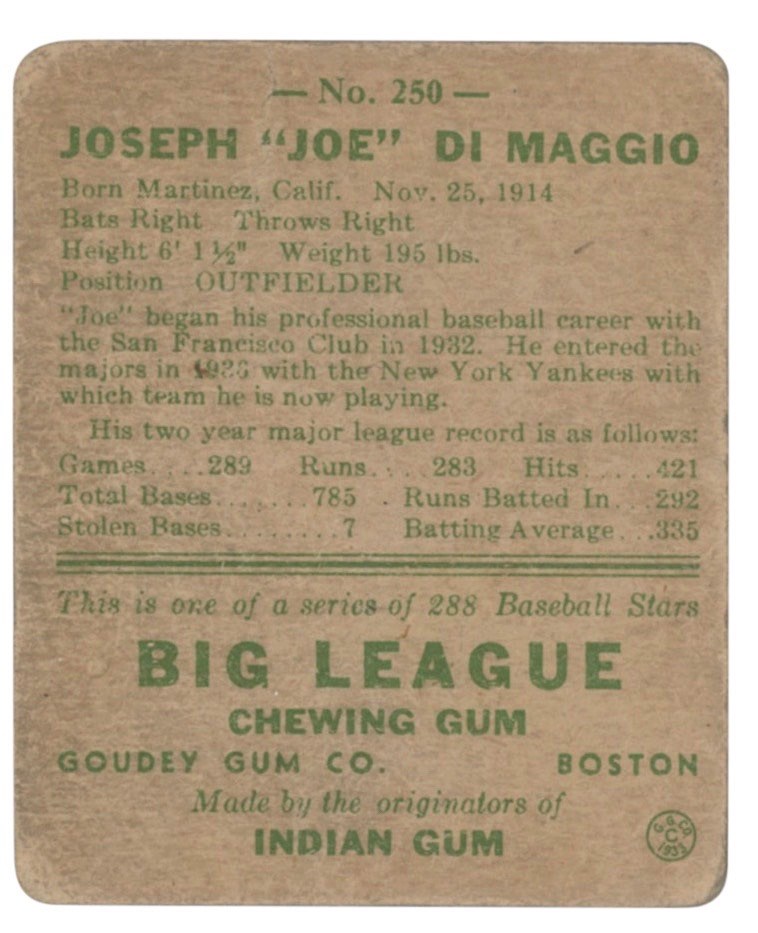 — No. 250 —
JOSEPH "JOE" DI MAGGIO
Born Martinez, Calif. Nov. 25, 1914
Bats Right Throws Right
Height 6' 1 ½" Weight 195 lbs.
Position OUTFIELDER
"Joe" began his professional baseball career with
the San Francisco Club in 1932. He entered the
majors in 1936 with the New York Yankees with
which team he is now playing.
His two year major league record is as follows:
Games.....289 Runs....283 Hits......421
Total Bases.......785 Runs Batted In...292
Stolen Bases.........7 Batting Average...335
This is one of a series of 288 Baseball Stars
BIG LEAGUE
CHEWING GUM
GOUDEY GUM CO. BOSTON
Made by the originators of
INDIAN GUM
G.G.CO.
C